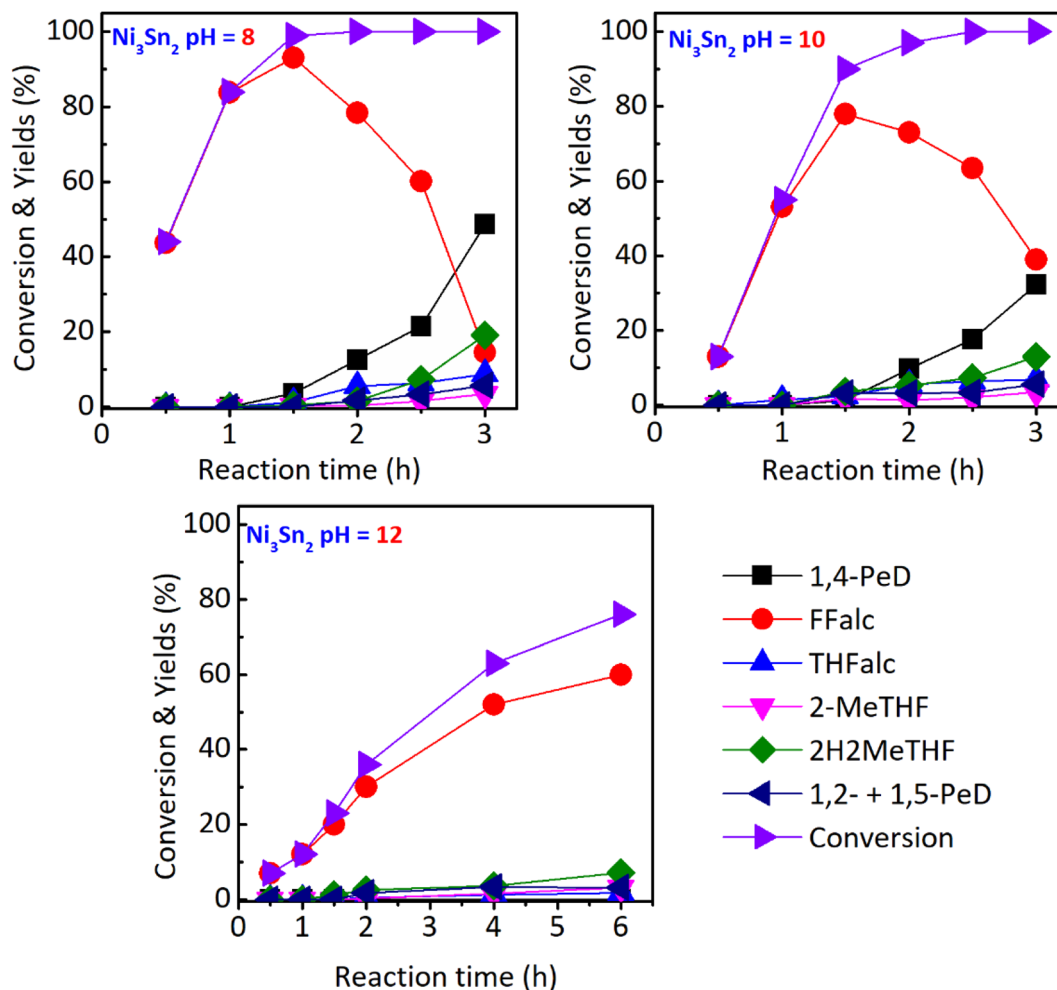 Ni₃Sn₂ pH = 8
Conversion & Yields (%)
100
80
60
40
20
0
0
1
2
3
Reaction time (h)
Ni₃Sn₂ pH = 10
Conversion & Yields (%)
100
80
60
40
20
0
0
1
2
3
Reaction time (h)
Ni₃Sn₂ pH = 12
Conversion & Yields (%)
100
80
60
40
20
0
0
1
2
3
4
5
6
Reaction time (h)
1,4-PeD
FFalc
THFalc
2-MeTHF
2H2MeTHF
1,2- + 1,5-PeD
Conversion